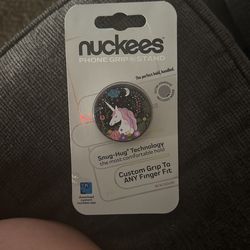 nuckees
PHONE GRIP & STAND
The perfect hold, handled.
Snug-Hug™ Technology
the most comfortable hold
Custom Grip To
ANY Finger Fit